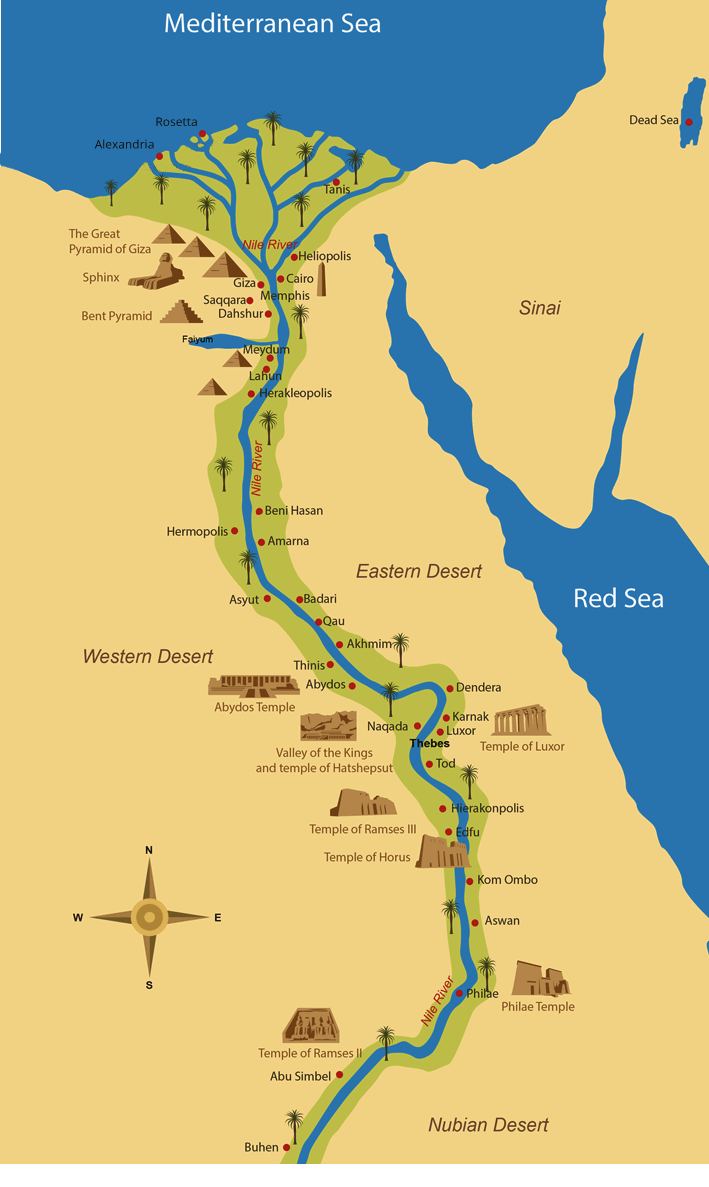 Mediterranean Sea
Rosetta
Dead Sea
Alexandria
Tanis
The Great
Pyramid of Giza
Nile River
Heliopolis
Sphinx
Cairo
Giza
Memphis
Saqqara
Sinai
Bent Pyramid
Dahshur
Faiyum
Meydum
Lahun
Herakleopolis
Nile River
Beni Hasan
Hermopolis
Amarna
Eastern Desert
Asyut
Badari
Red Sea
Qau
Akhmim
Western Desert
Thinis
Abydos
Dendera
Abydos Temple
Karnak
Naqada
Luxor
Thebes
Temple of Luxor
Valley of the Kings
and temple of Hatshepsut
Tod
Hierakonpolis
Temple of Ramses III
Edfu
Temple of Horus
N
Kom Ombo
W
E
Aswan
S
Nile River
Philae
Philae Temple
Temple of Ramses II
Abu Simbel
Nubian Desert
Buhen